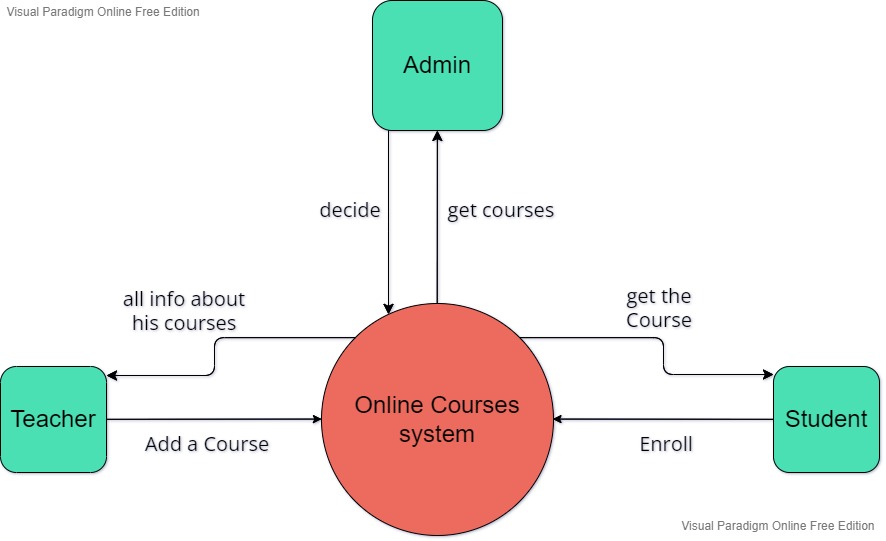 Visual Paradigm Online Free Edition
Admin
decide
get courses
all info about
his courses
get the
Course
Teacher
Online Courses
system
Student
Add a Course
Enroll
Visual Paradigm Online Free Edition